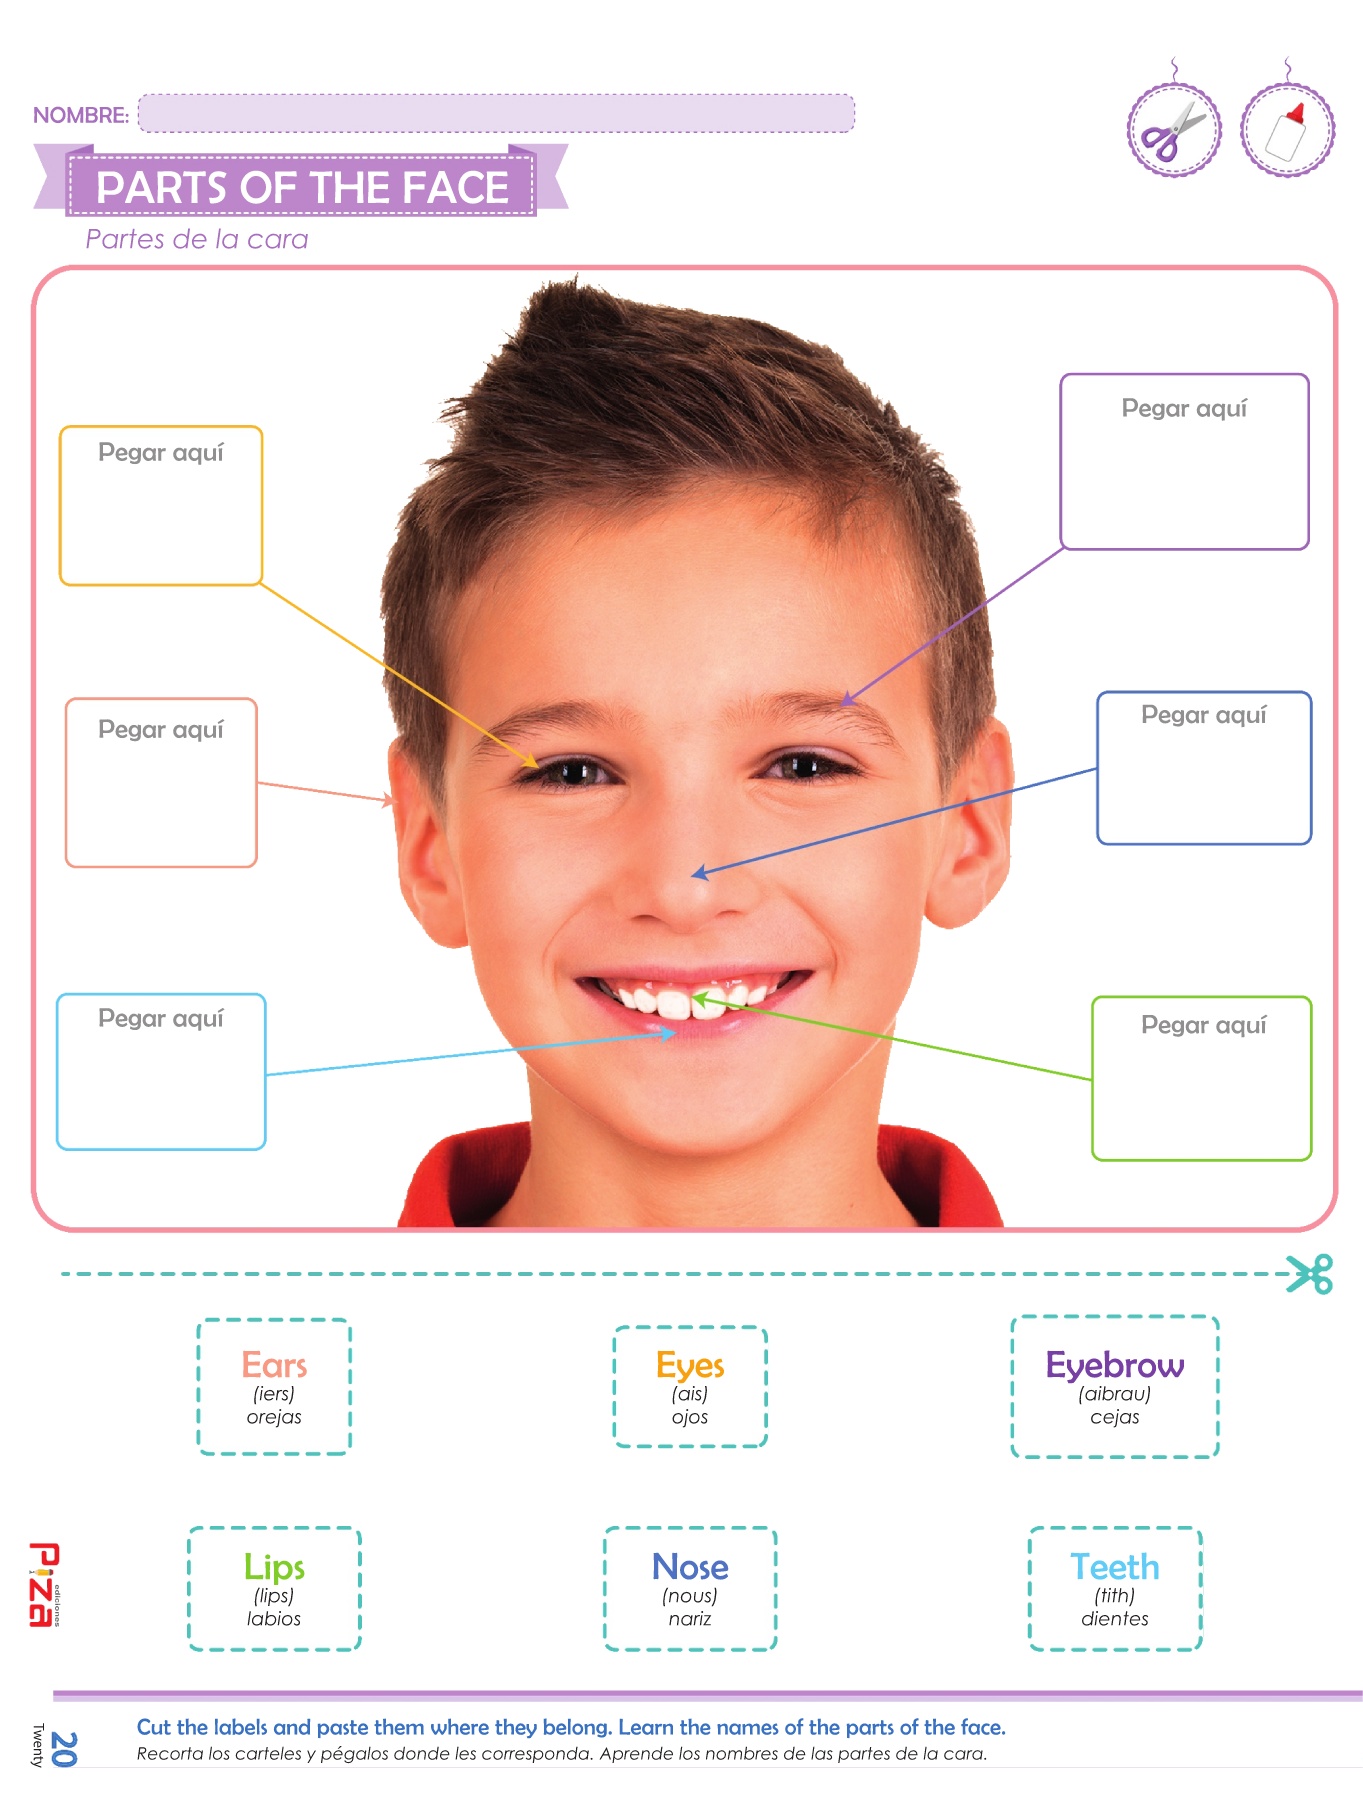 NOMBRE:
PARTS OF THE FACE
Partes de la cara
Pegar aquí
Pegar aquí
Pegar aquí
Pegar aquí
Pegar aquí
Pegar aquí
Ears
(iers)
orejas
Eyes
(ais)
ojos
Eyebrow
(aibrau)
cejas
Lips
(lips)
labios
Nose
(nous)
nariz
Teeth
(tith)
dientes
Piza
ediciones
20
Twenty
Cut the labels and paste them where they belong. Learn the names of the parts of the face.
Recorta los carteles y pégalos donde les corresponda. Aprende los nombres de las partes de la cara.